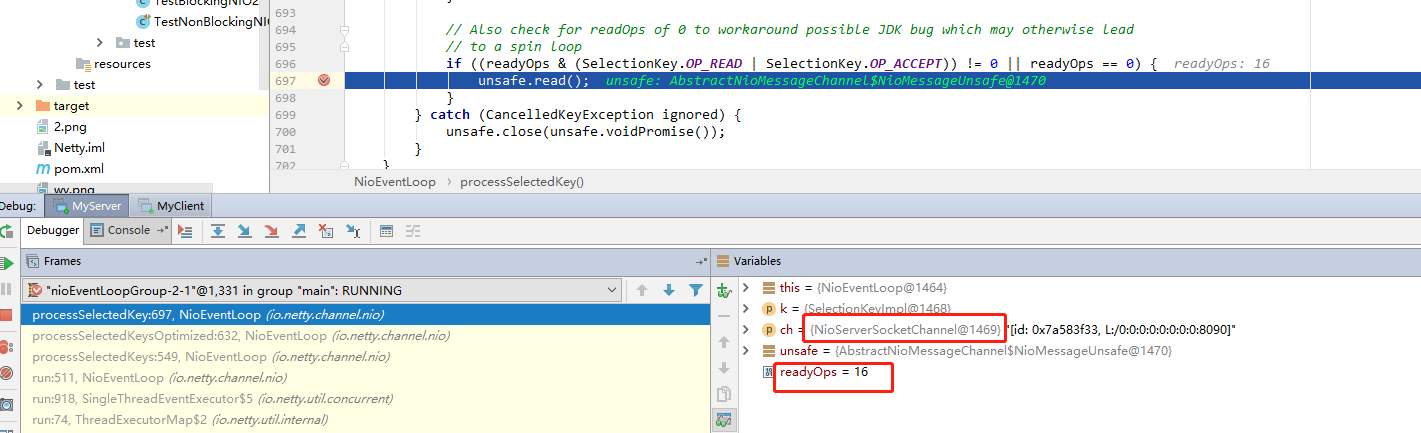 TestBlockingNIO2
TestNonBlockingNIO
test
resources
test
target
2.png
Netty.iml
pom.xml
wy.png
693 }
694
// Also check for readOps of 0 to workaround possible JDK bug which may otherwise lead
695 // to a spin loop
696 if ((readyOps & (SelectionKey.OP_READ | SelectionKey.OP_ACCEPT)) != 0 || readyOps == 0) { readyOps: 16
697 unsafe.read(); unsafe: AbstractNioMessageChannel$NioMessageUnsafe@1470
698 }
699 } catch (CancelledKeyException ignored) {
700 unsafe.close(unsafe.voidPromise());
701 }
702 }
NioEventLoop › processSelectedKey()
Debug: MyServer MyClient
Debugger Console
Frames
"nioEventLoopGroup-2-1"@1,331 in group "main": RUNNING
processSelectedKey:697, NioEventLoop (io.netty.channel.nio)
processSelectedKeysOptimized:632, NioEventLoop (io.netty.channel.nio)
processSelectedKeys:549, NioEventLoop (io.netty.channel.nio)
run:511, NioEventLoop (io.netty.channel.nio)
run:918, SingleThreadEventExecutor$5 (io.netty.util.concurrent)
run:74, ThreadExecutorMap$2 (io.netty.util.internal)
Variables
this = {NioEventLoop@1464}
k = {SelectionKeyImpl@1468}
ch = {NioServerSocketChannel@1469} "[id: 0x7a583f33, L:/0:0:0:0:0:0:0:0:8090]"
unsafe = {AbstractNioMessageChannel$NioMessageUnsafe@1470}
readyOps = 16